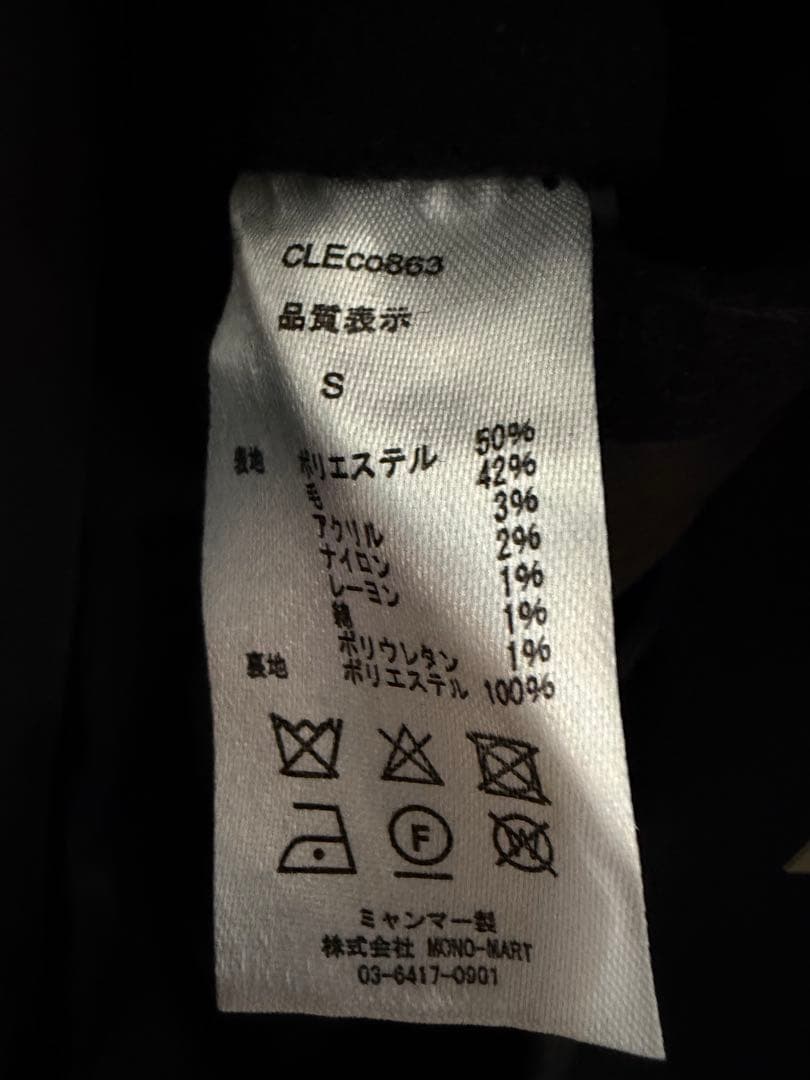 CLEco863
品質表示
S
表地 ポリエステル 50%
毛 42%
アクリル 3%
ナイロン 2%
レーヨン 1%
綿 1%
ポリウレタン 1%
裏地 ポリエステル 100%
F
W
ミャンマー製
株式会社 MONO-MART
03-6417-0901